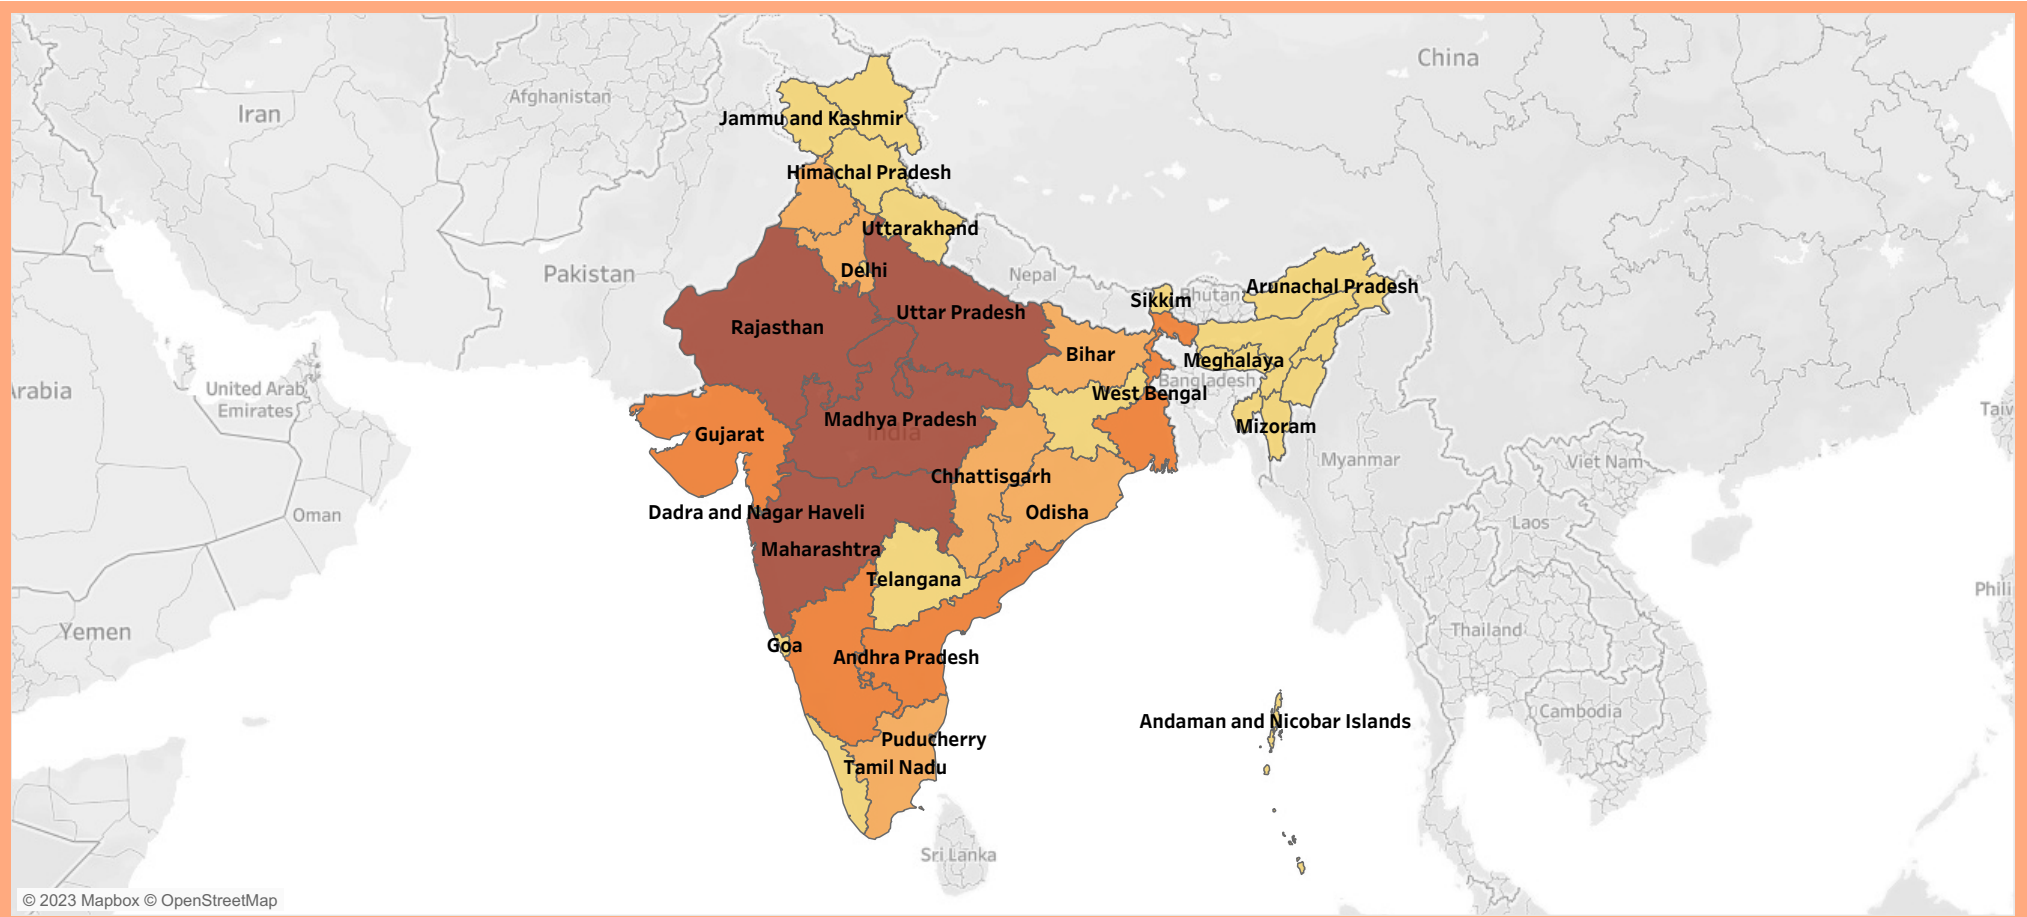 China
Afghanistan
Iran
Jammu and Kashmir
Himachal Pradesh
Uttarakhand
Pakistan
Delhi
Nepal
Sikkim
Bhutan
Arunachal Pradesh
Rajasthan
Uttar Pradesh
Bihar
Meghalaya
Bangladesh
United Arab
Emirates
West Bengal
Gujarat
Madhya Pradesh
India
Mizoram
Taiw
Myanmar
Viet Nam
Chhattisgarh
Oman
Dadra and Nagar Haveli
Odisha
Laos
Maharashtra
Telangana
Phili
Yemen
Thailand
Goa
Andhra Pradesh
Cambodia
Andaman and Nicobar Islands
Puducherry
Tamil Nadu
Sri Lanka
rabia
© 2023 Mapbox © OpenStreetMap